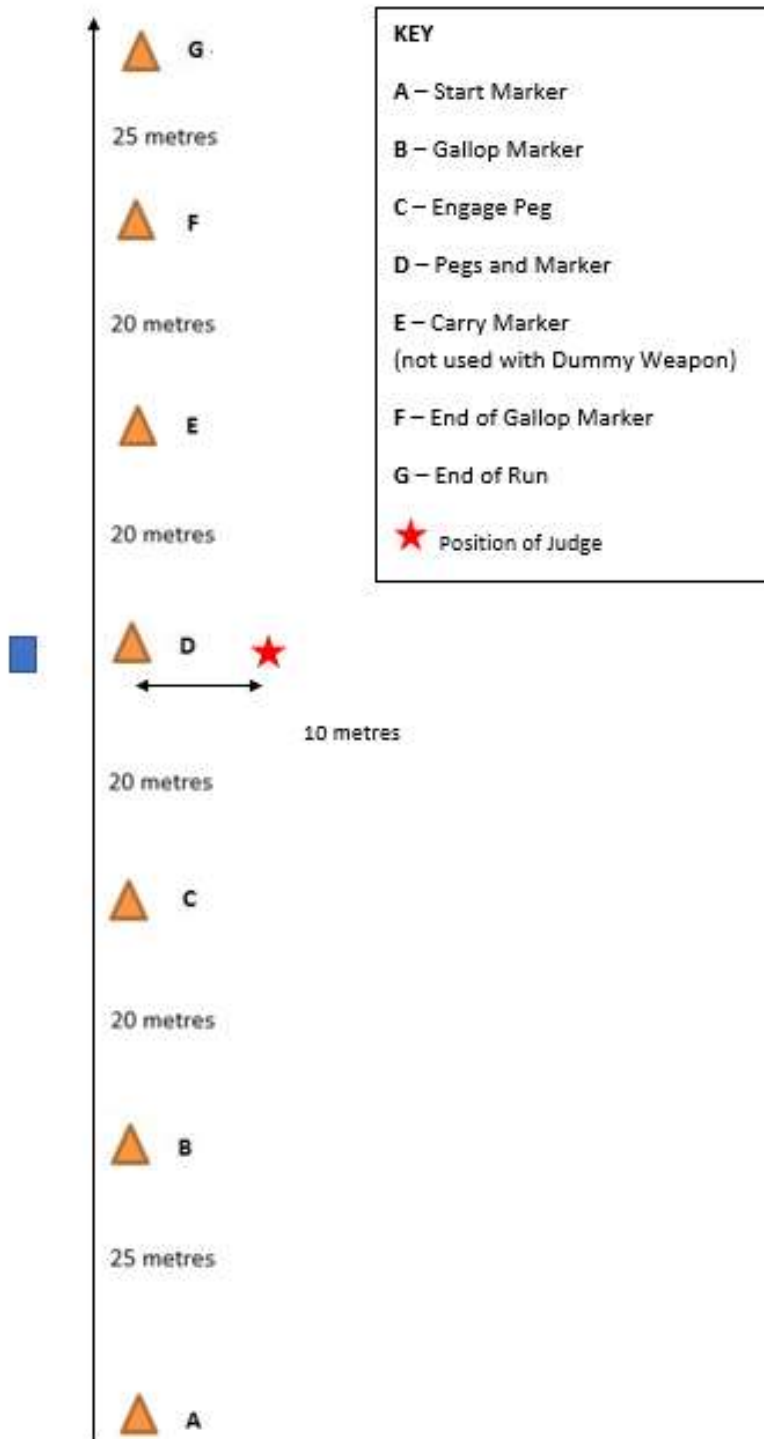 G
25 metres
F
20 metres
E
20 metres
D
10 metres
20 metres
C
20 metres
B
25 metres
A
KEY
A – Start Marker
B – Gallop Marker
C – Engage Peg
D – Pegs and Marker
E – Carry Marker
(not used with Dummy Weapon)
F – End of Gallop Marker
G – End of Run
Position of Judge